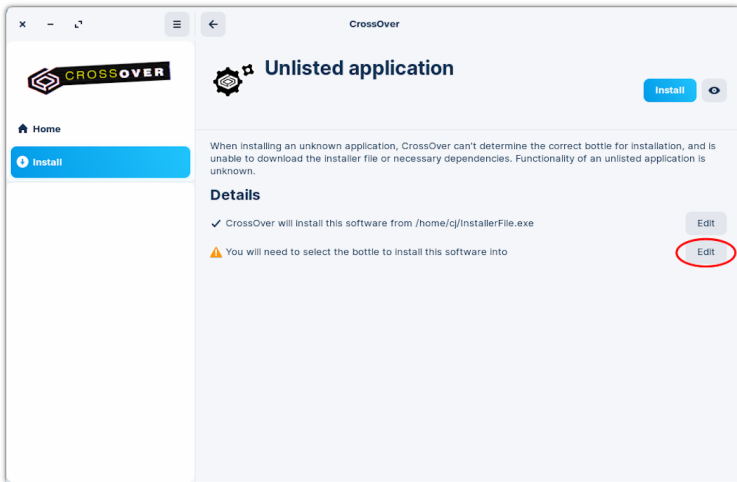 CrossOver
CROSSOVER
Home
Install
Unlisted application
Install
When installing an unknown application, CrossOver can't determine the correct bottle for installation, and is
unable to download the installer file or necessary dependencies. Functionality of an unlisted application is
unknown.
Details
CrossOver will install this software from /home/cj/InstallerFile.exe
Edit
You will need to select the bottle to install this software into
Edit